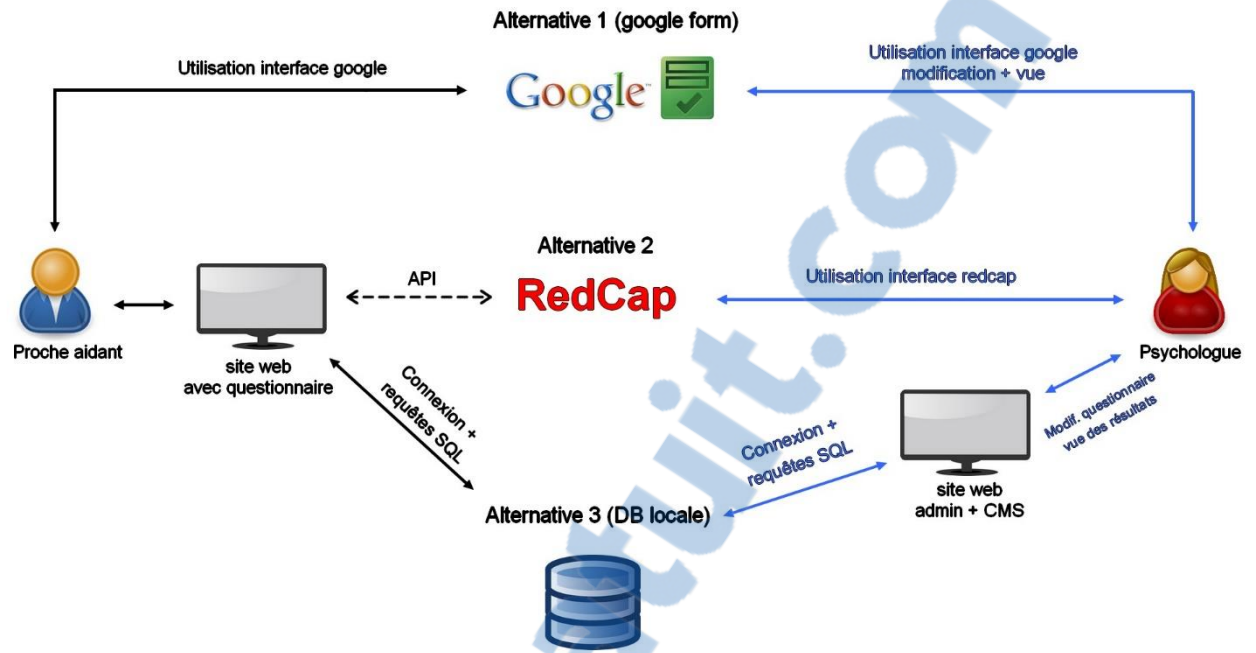 Alternative 1 (google form)
Utilisation interface google
Google
Utilisation interface google
modification + vue
Alternative 2
API
RedCap
Utilisation interface redcap
Proche aidant
site web
avec questionnaire
Psychologue
Connexion +
requêtes SQL
Connexion +
requêtes SQL
Modif. questionnaire
vue des résultats
site web
admin + CMS
Alternative 3 (DB locale)
tuit.com